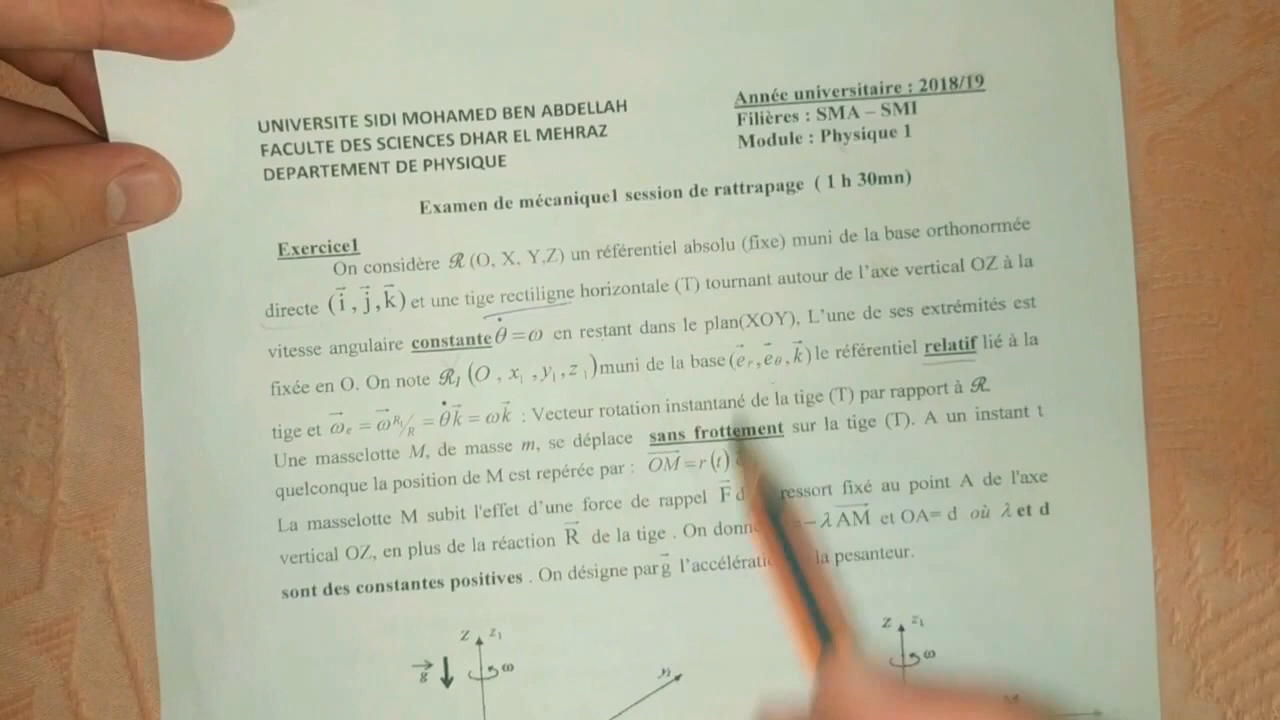 UNIVERSITE SIDI MOHAMED BEN ABDELLAH
FACULTE DES SCIENCES DHAR EL MEHRAZ
DEPARTEMENT DE PHYSIQUE
Année universitaire : 2018/19
Filières : SMA – SMI
Module : Physique 1
Examen de mécanique1 session de rattrapage ( 1 h 30mn)
Exercice1
On considère ℛ (O, X, Y,Z) un référentiel absolu (fixe) muni de la base orthonormée
directe (i⃗ , j⃗ , k⃗) et une tige rectiligne horizontale (T) tournant autour de l'axe vertical OZ à la
vitesse angulaire constante θ̇ = ω en restant dans le plan(XOY), L'une de ses extrémités est
fixée en O. On note ℛ₁ (O , x₁ , y₁, z₁) muni de la base (e⃗ᵣ, e⃗θ, k⃗) le référentiel relatif lié à la
tige et ω⃗ₑ = ω⃗^{R₁/R} = θ̇ k⃗ = ω k⃗ : Vecteur rotation instantané de la tige (T) par rapport à ℛ.
Une masselotte M, de masse m, se déplace sans frottement sur la tige (T). A un instant t
quelconque la position de M est repérée par : OM⃗ = r(t)
La masselotte M subit l'effet d'une force de rappel F⃗ ressort fixé au point A de l'axe
vertical OZ, en plus de la réaction R⃗ de la tige . On = – λ AM⃗ et OA= d où λ et d
sont des constantes positives . On désigne par g⃗ la pesanteur.
Z z₁
g⃗ ω
y₁
Z z₁
ω